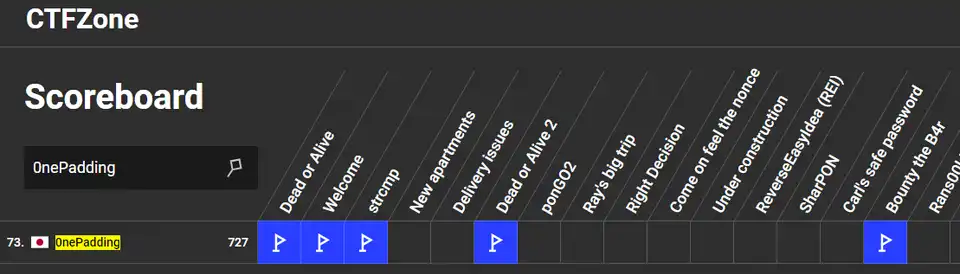 CTFZone
Scoreboard
0nePadding
Dead or Alive
Welcome
strcmp
New apartments
Delivery issues
Dead or Alive 2
ponGO2
Ray's big trip
Right Decision
Come on feel the nonce
Under construction
ReverseEasyIdea (REI)
SharPON
Carl's safe password
Bounty the B4r
73. 0nePadding 727